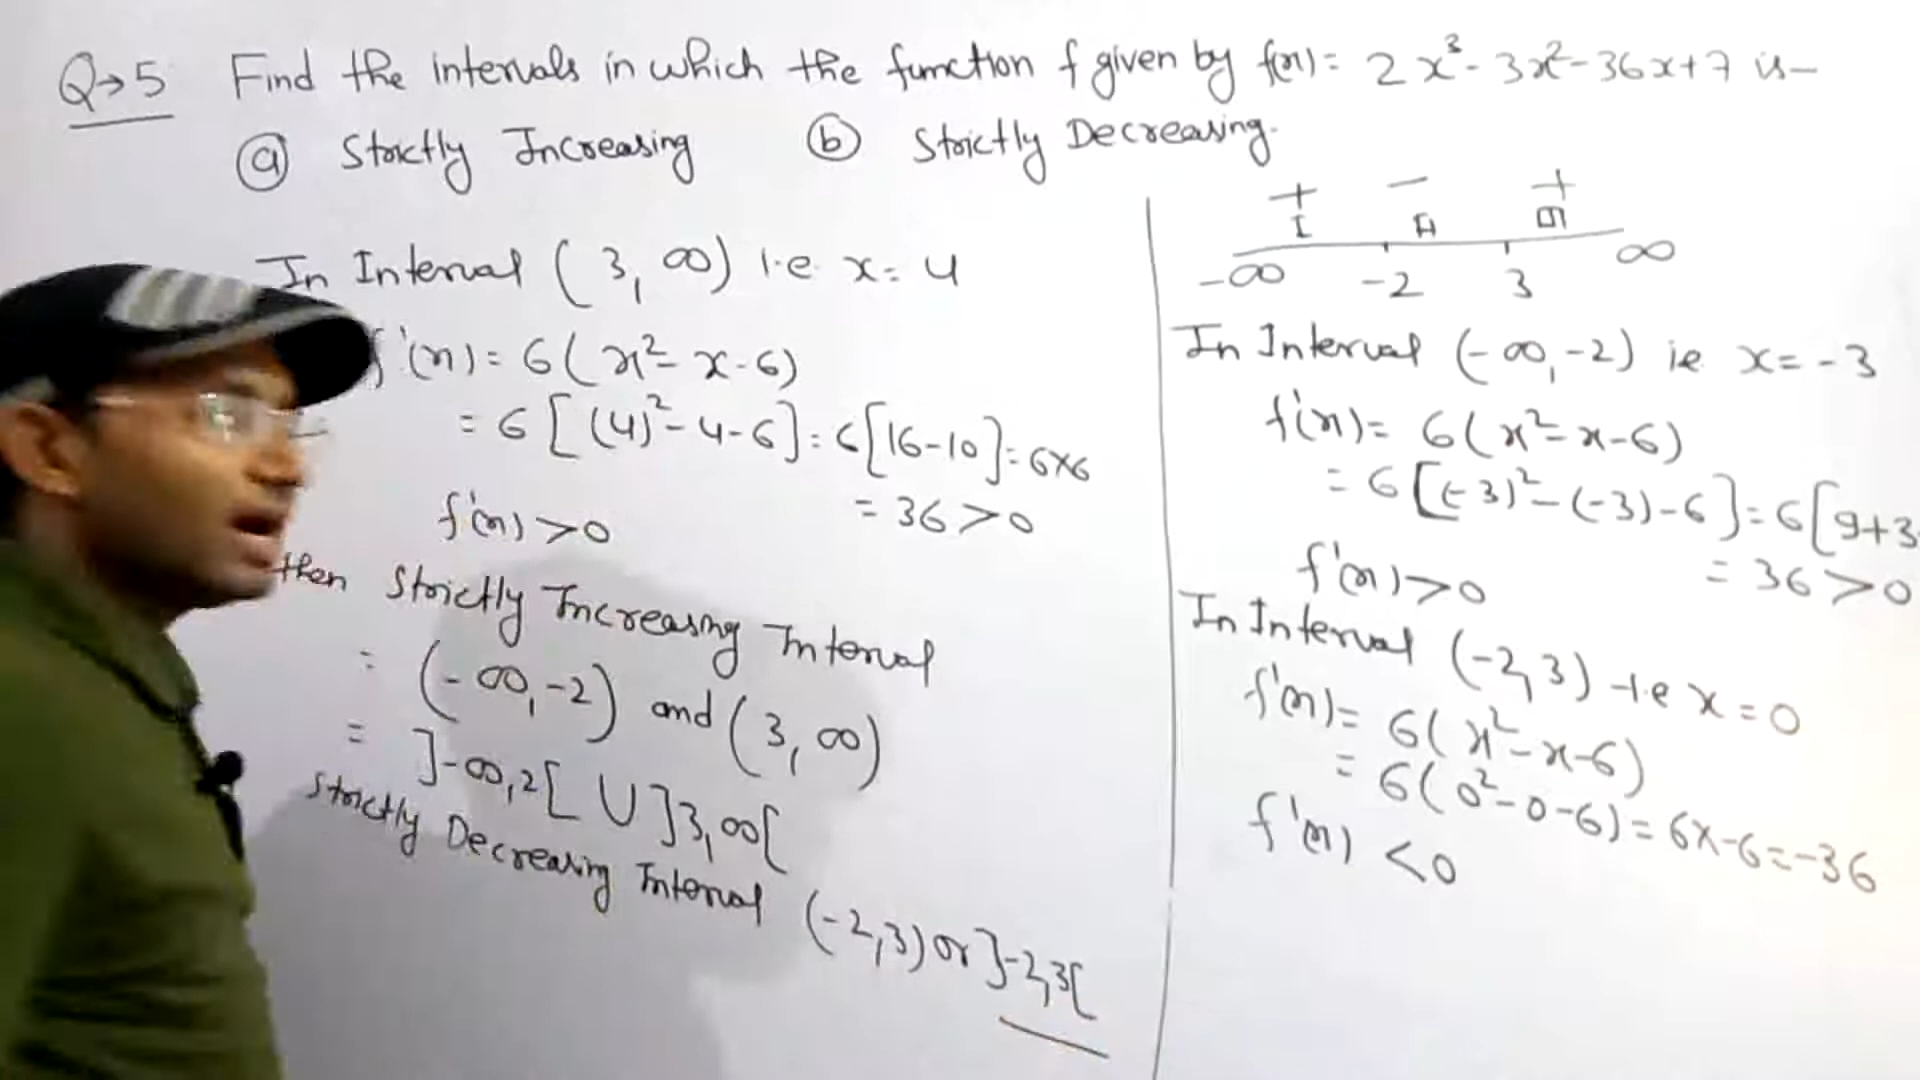 Q→5 Find the intervals in which the function f given by f(x) = 2x³ - 3x² - 36x + 7 is—
(a) Strictly Increasing (b) Strictly Decreasing.
In Interval (3, ∞) i.e. x = 4
f'(x) = 6(x² - x - 6)
= 6[(4)² - 4 - 6] = 6[16 - 10] = 6×6
= 36 > 0
f'(x) > 0
then Strictly Increasing Interval
= (-∞, -2) and (3, ∞)
= ]-∞, 2[ ∪ ]3, ∞[
Strictly Decreasing Interval (-2, 3) or ]-2, 3[
+ − +
I II III
-∞ -2 3 ∞
In Interval (-∞, -2) ie x = -3
f'(x) = 6(x² - x - 6)
= 6[(-3)² - (-3) - 6] = 6[9+3
= 36 > 0
f'(x) > 0
In Interval (-2, 3) i.e x = 0
f'(x) = 6(x² - x - 6)
= 6(0² - 0 - 6) = 6x-6 = -36
f'(x) < 0